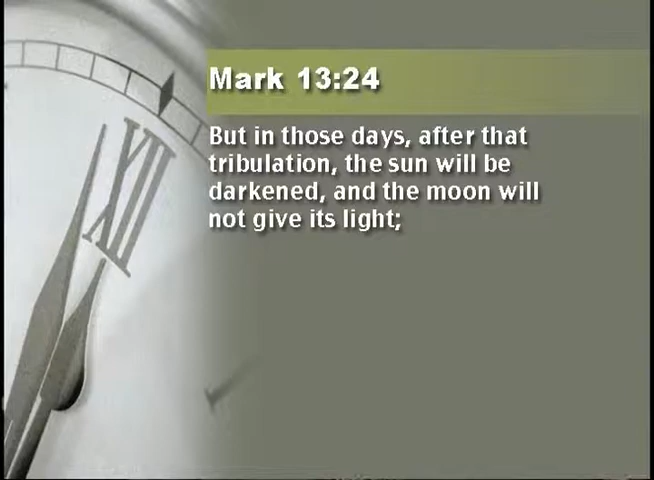 Mark 13:24
But in those days, after that
tribulation, the sun will be
darkened, and the moon will
not give its light;
XII
I